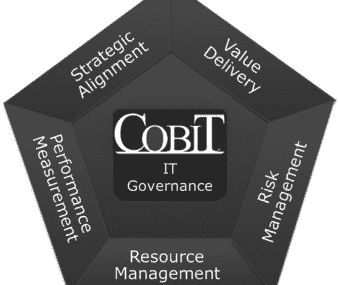 Strategic
Alignment
Value
Delivery
Performance
Measurement
COBIT
IT
Governance
Risk
Management
Resource
Management